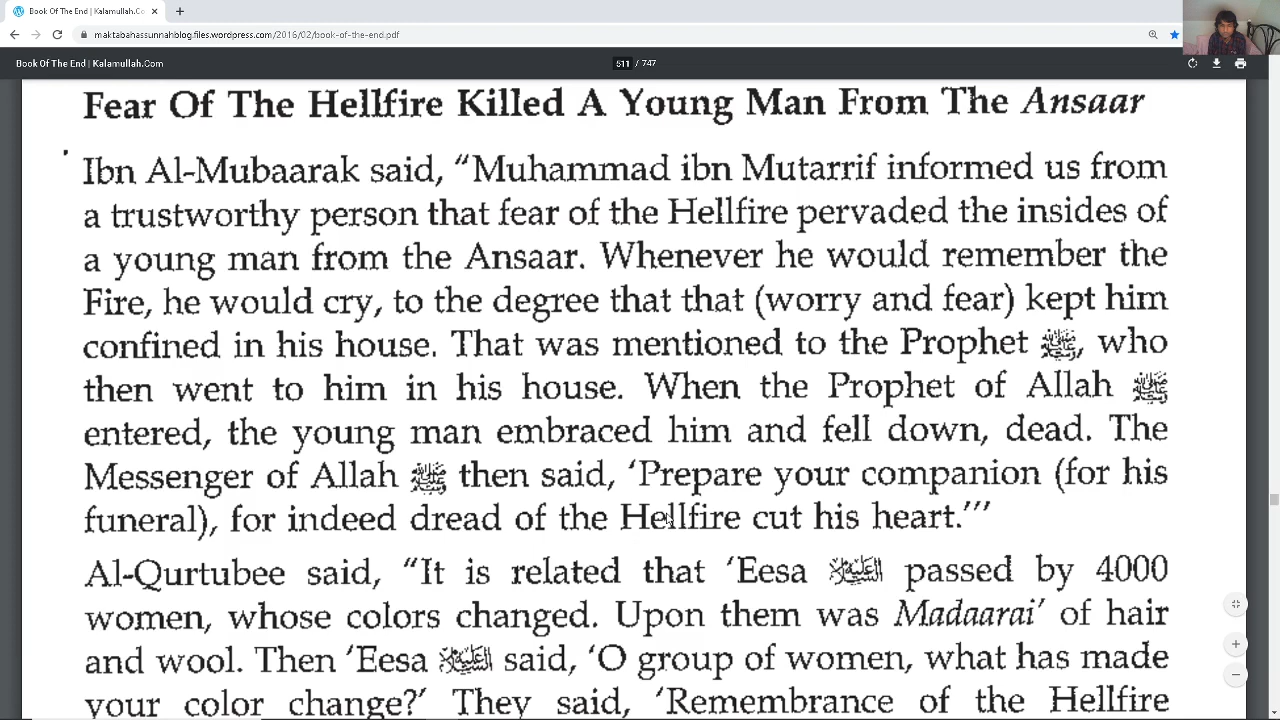 Book Of The End | Kalamullah.Co
maktabahassunnahblog.files.wordpress.com/2016/02/book-of-the-end.pdf
Book Of The End | Kalamullah.Com
511 / 747
Fear Of The Hellfire Killed A Young Man From The Ansaar
Ibn Al-Mubaarak said, “Muhammad ibn Mutarrif informed us from
a trustworthy person that fear of the Hellfire pervaded the insides of
a young man from the Ansaar. Whenever he would remember the
Fire, he would cry, to the degree that that (worry and fear) kept him
confined in his house. That was mentioned to the Prophet ﷺ, who
then went to him in his house. When the Prophet of Allah ﷺ
entered, the young man embraced him and fell down, dead. The
Messenger of Allah ﷺ then said, ‘Prepare your companion (for his
funeral), for indeed dread of the Hellfire cut his heart.’”
Al-Qurtubee said, “It is related that ‘Eesa عليه السلام passed by 4000
women, whose colors changed. Upon them was Madaarai’ of hair
and wool. Then ‘Eesa عليه السلام said, ‘O group of women, what has made
your color change?’ They said, ‘Remembrance of the Hellfire